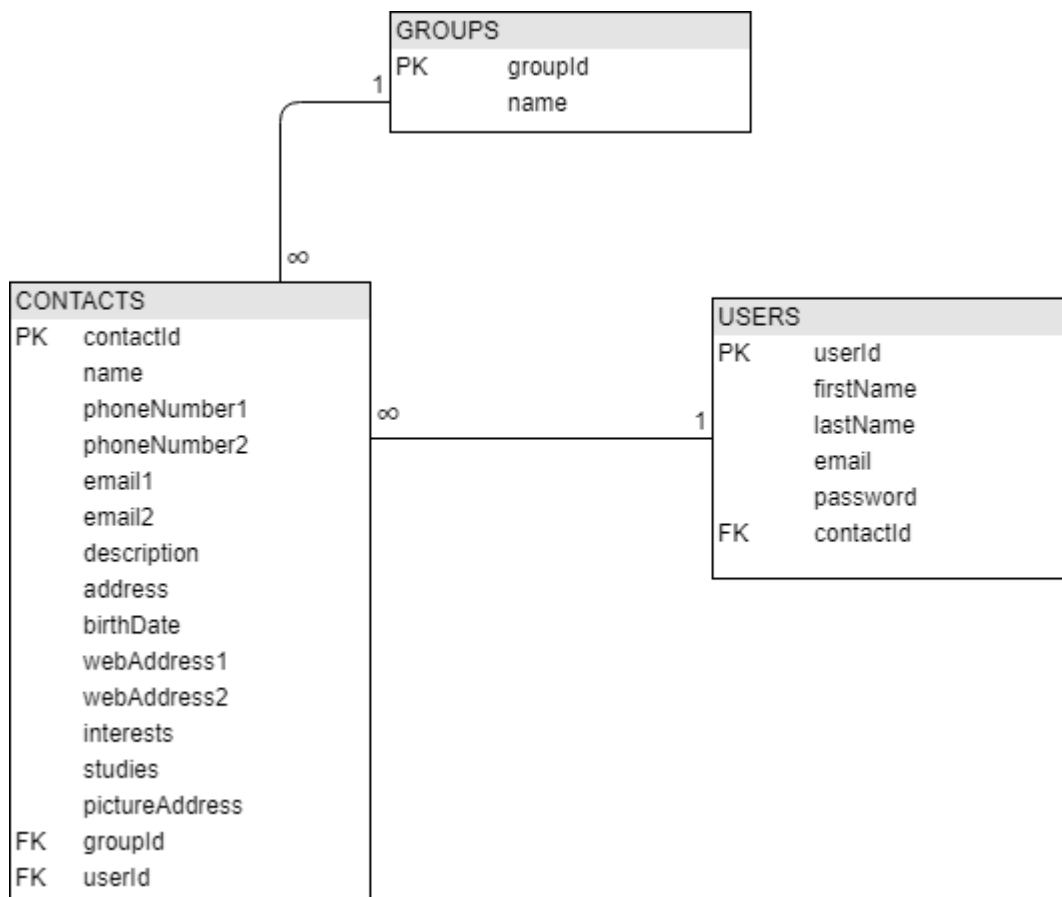 GROUPS
PK groupId
name
1
∞
CONTACTS
PK contactId
name
phoneNumber1
phoneNumber2
email1
email2
description
address
birthDate
webAddress1
webAddress2
interests
studies
pictureAddress
FK groupId
FK userId
∞
1
USERS
PK userId
firstName
lastName
email
password
FK contactId